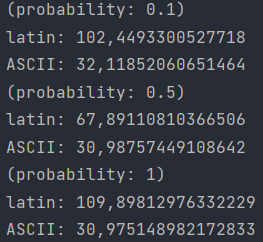 (probability: 0.1)
latin: 102,4493300527718
ASCII: 32,11852060651464
(probability: 0.5)
latin: 67,89110810366506
ASCII: 30,98757449108642
(probability: 1)
latin: 109,89812976332229
ASCII: 30,975148982172833